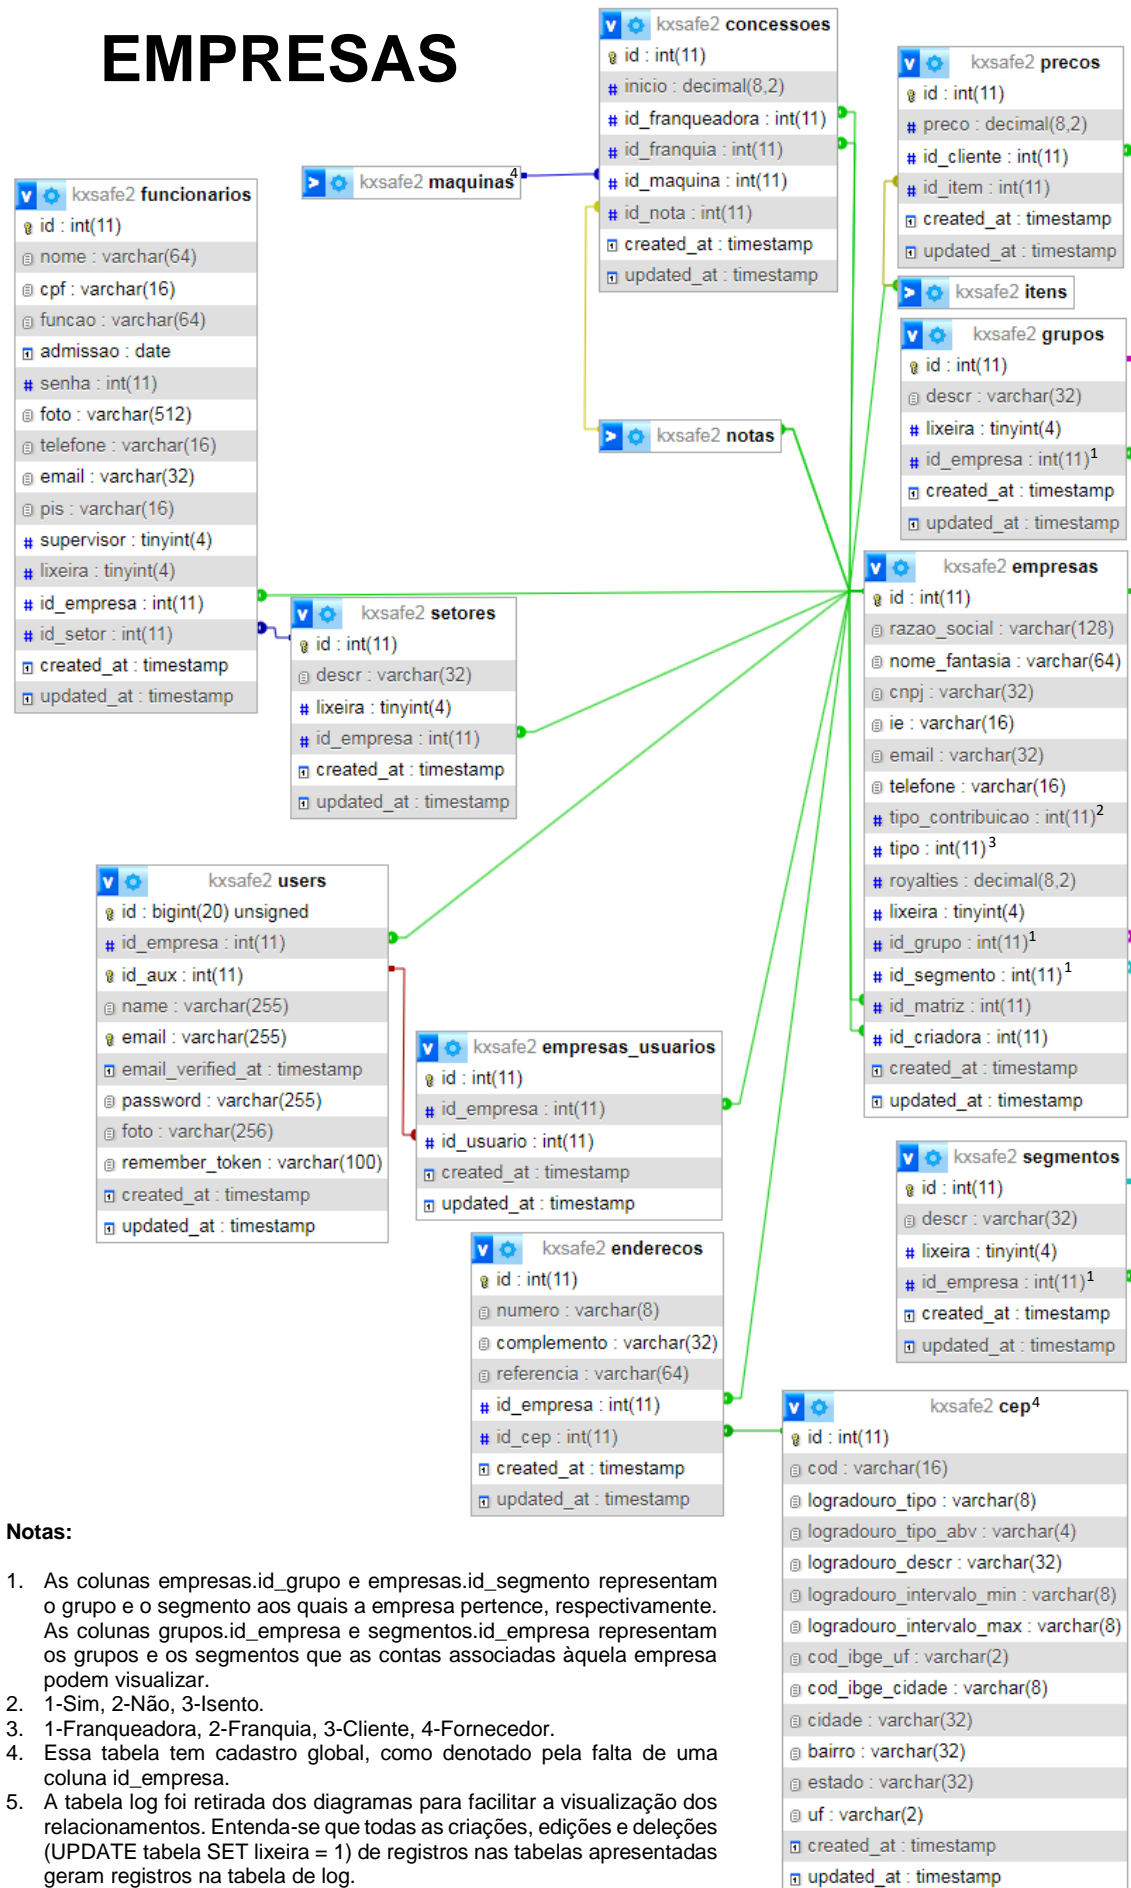 EMPRESAS
kxsafe2 concessoes
id : int(11)
inicio : decimal(8,2)
id_franqueadora : int(11)
id_franquia : int(11)
id_maquina : int(11)
id_nota : int(11)
created_at : timestamp
updated_at : timestamp
kxsafe2 precos
id : int(11)
preco : decimal(8,2)
id_cliente : int(11)
id_item : int(11)
created_at : timestamp
updated_at : timestamp
kxsafe2 maquinas4
kxsafe2 funcionarios
id : int(11)
nome : varchar(64)
cpf : varchar(16)
funcao : varchar(64)
admissao : date
senha : int(11)
foto : varchar(512)
telefone : varchar(16)
email : varchar(32)
pis : varchar(16)
supervisor : tinyint(4)
lixeira : tinyint(4)
id_empresa : int(11)
id_setor : int(11)
created_at : timestamp
updated_at : timestamp
kxsafe2 itens
kxsafe2 grupos
id : int(11)
descr : varchar(32)
lixeira : tinyint(4)
id_empresa : int(11)1
created_at : timestamp
updated_at : timestamp
kxsafe2 notas
kxsafe2 empresas
id : int(11)
razao_social : varchar(128)
nome_fantasia : varchar(64)
cnpj : varchar(32)
ie : varchar(16)
email : varchar(32)
telefone : varchar(16)
tipo_contribuicao : int(11)2
tipo : int(11)3
royalties : decimal(8,2)
lixeira : tinyint(4)
id_grupo : int(11)1
id_segmento : int(11)1
id_matriz : int(11)
id_criadora : int(11)
created_at : timestamp
updated_at : timestamp
kxsafe2 setores
id : int(11)
descr : varchar(32)
lixeira : tinyint(4)
id_empresa : int(11)
created_at : timestamp
updated_at : timestamp
kxsafe2 users
id : bigint(20) unsigned
id_empresa : int(11)
id_aux : int(11)
name : varchar(255)
email : varchar(255)
email_verified_at : timestamp
password : varchar(255)
foto : varchar(256)
remember_token : varchar(100)
created_at : timestamp
updated_at : timestamp
kxsafe2 empresas_usuarios
id : int(11)
id_empresa : int(11)
id_usuario : int(11)
created_at : timestamp
updated_at : timestamp
kxsafe2 segmentos
id : int(11)
descr : varchar(32)
lixeira : tinyint(4)
id_empresa : int(11)1
created_at : timestamp
updated_at : timestamp
kxsafe2 enderecos
id : int(11)
numero : varchar(8)
complemento : varchar(32)
referencia : varchar(64)
id_empresa : int(11)
id_cep : int(11)
created_at : timestamp
updated_at : timestamp
kxsafe2 cep4
id : int(11)
cod : varchar(16)
logradouro_tipo : varchar(8)
logradouro_tipo_abv : varchar(4)
logradouro_descr : varchar(32)
logradouro_intervalo_min : varchar(8)
logradouro_intervalo_max : varchar(8)
cod_ibge_uf : varchar(2)
cod_ibge_cidade : varchar(8)
cidade : varchar(32)
bairro : varchar(32)
estado : varchar(32)
uf : varchar(2)
created_at : timestamp
updated_at : timestamp
Notas:
1. As colunas empresas.id_grupo e empresas.id_segmento representam
o grupo e o segmento aos quais a empresa pertence, respectivamente.
As colunas grupos.id_empresa e segmentos.id_empresa representam
os grupos e os segmentos que as contas associadas àquela empresa
podem visualizar.
2. 1-Sim, 2-Não, 3-Isento.
3. 1-Franqueadora, 2-Franquia, 3-Cliente, 4-Fornecedor.
4. Essa tabela tem cadastro global, como denotado pela falta de uma
coluna id_empresa.
5. A tabela log foi retirada dos diagramas para facilitar a visualização dos
relacionamentos. Entenda-se que todas as criações, edições e deleções
(UPDATE tabela SET lixeira = 1) de registros nas tabelas apresentadas
geram registros na tabela de log.